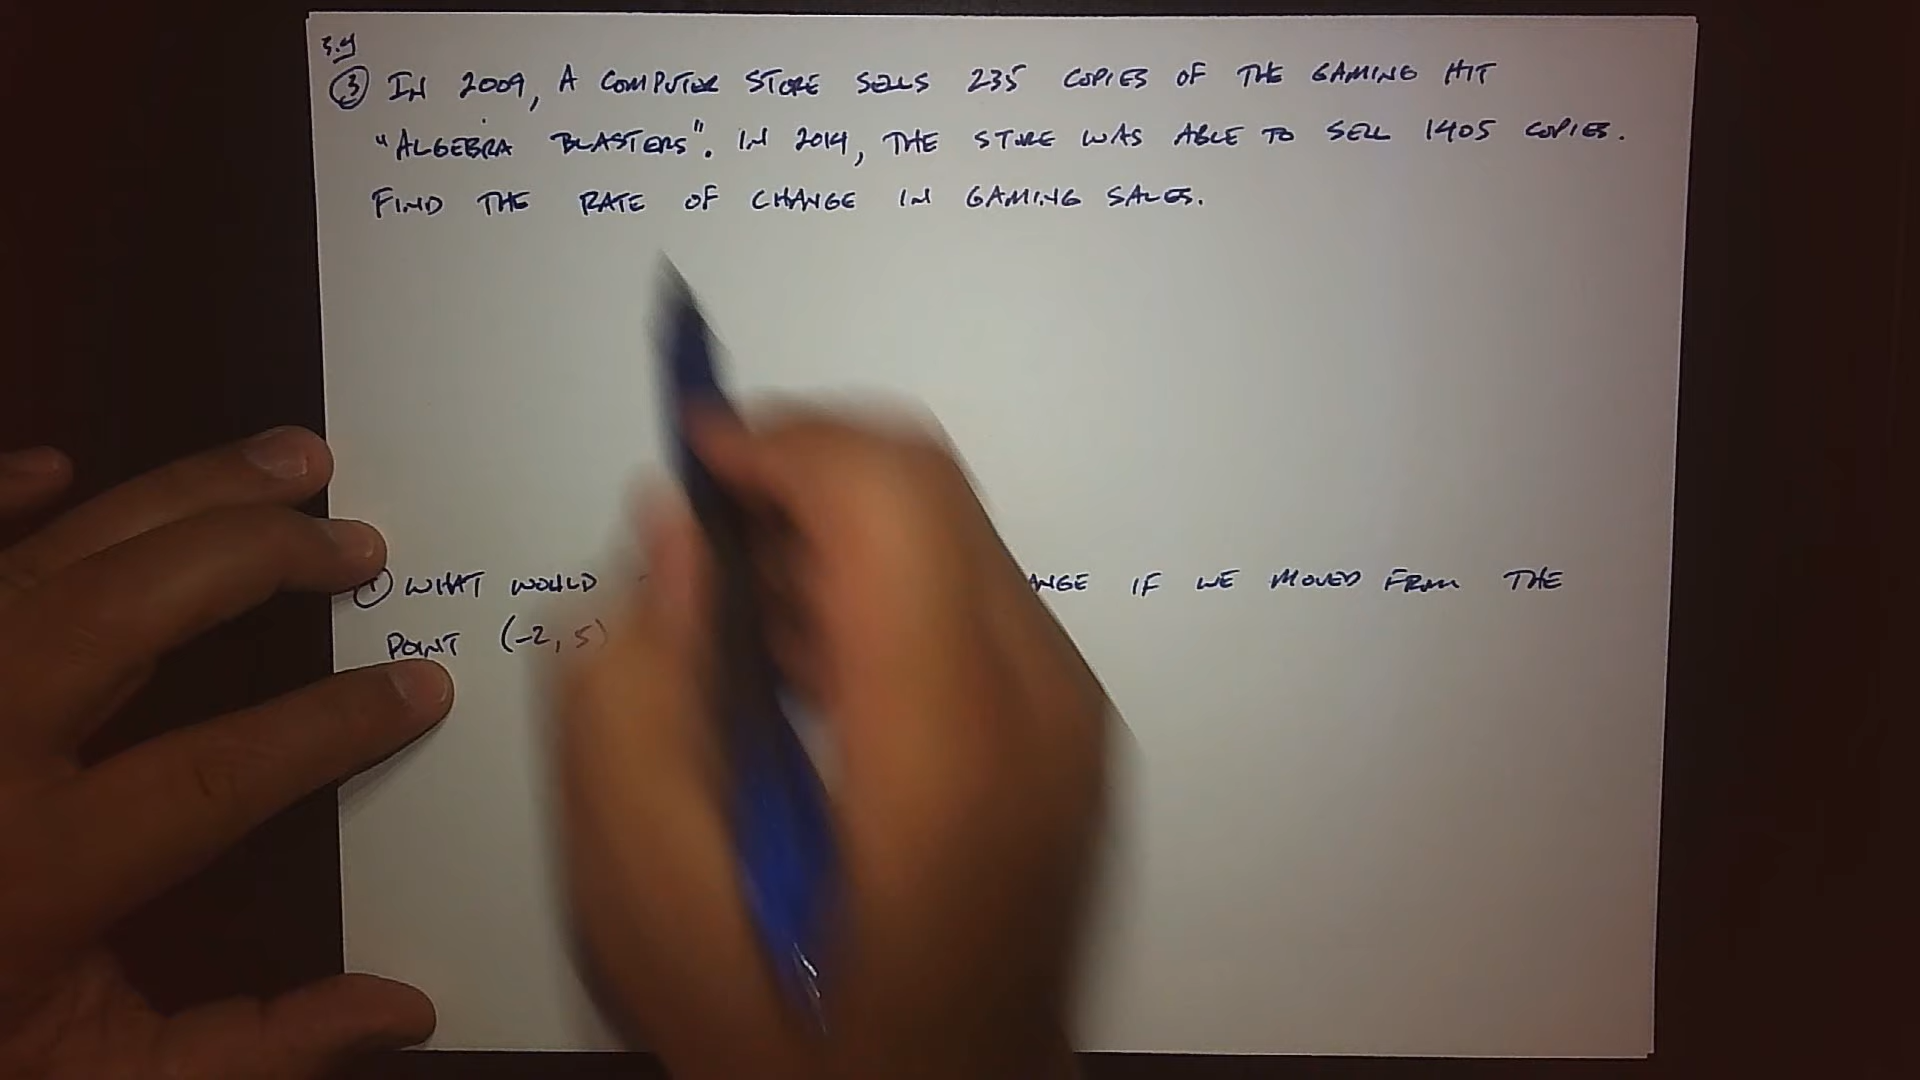 3.4
③ IN 2009, A COMPUTER STORE SELLS 235 COPIES OF THE GAMING HIT
"ALGEBRA BLASTERS". IN 2014, THE STORE WAS ABLE TO SELL 1405 COPIES.
FIND THE RATE OF CHANGE IN GAMING SALES.
WHAT WOULD IF WE MOVED FROM THE
POINT (-2, 5)